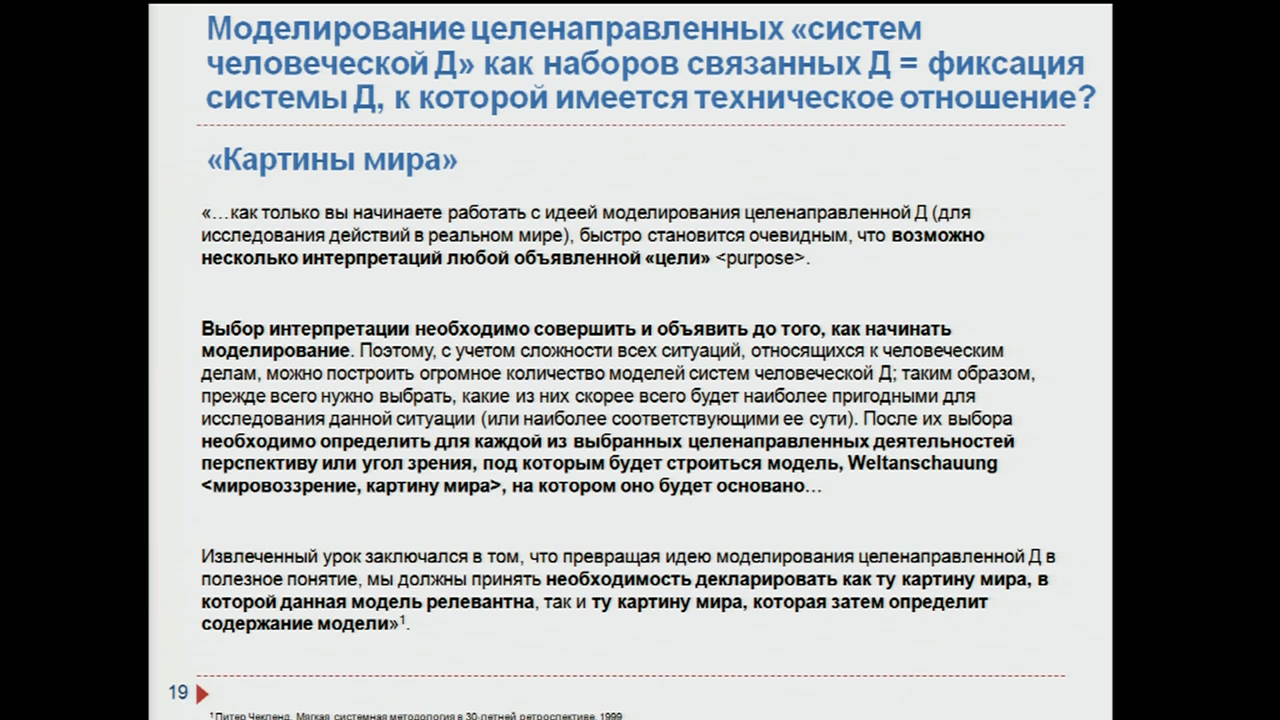 Моделирование целенаправленных «систем
человеческой Д» как наборов связанных Д = фиксация
системы Д, к которой имеется техническое отношение?
«Картины мира»
«…как только вы начинаете работать с идеей моделирования целенаправленной Д (для
исследования действий в реальном мире), быстро становится очевидным, что возможно
несколько интерпретаций любой объявленной «цели» <purpose>.
Выбор интерпретации необходимо совершить и объявить до того, как начинать
моделирование. Поэтому, с учетом сложности всех ситуаций, относящихся к человеческим
делам, можно построить огромное количество моделей систем человеческой Д; таким образом,
прежде всего нужно выбрать, какие из них скорее всего будет наиболее пригодными для
исследования данной ситуации (или наиболее соответствующими ее сути). После их выбора
необходимо определить для каждой из выбранных целенаправленных деятельностей
перспективу или угол зрения, под которым будет строиться модель, Weltanschauung
<мировоззрение, картину мира>, на котором оно будет основано…
Извлеченный урок заключался в том, что превращая идею моделирования целенаправленной Д в
полезное понятие, мы должны принять необходимость декларировать как ту картину мира, в
которой данная модель релевантна, так и ту картину мира, которая затем определит
содержание модели»¹.
19
¹ Питер Чекленд. Мягкая системная методология в 30-летней ретроспективе, 1999